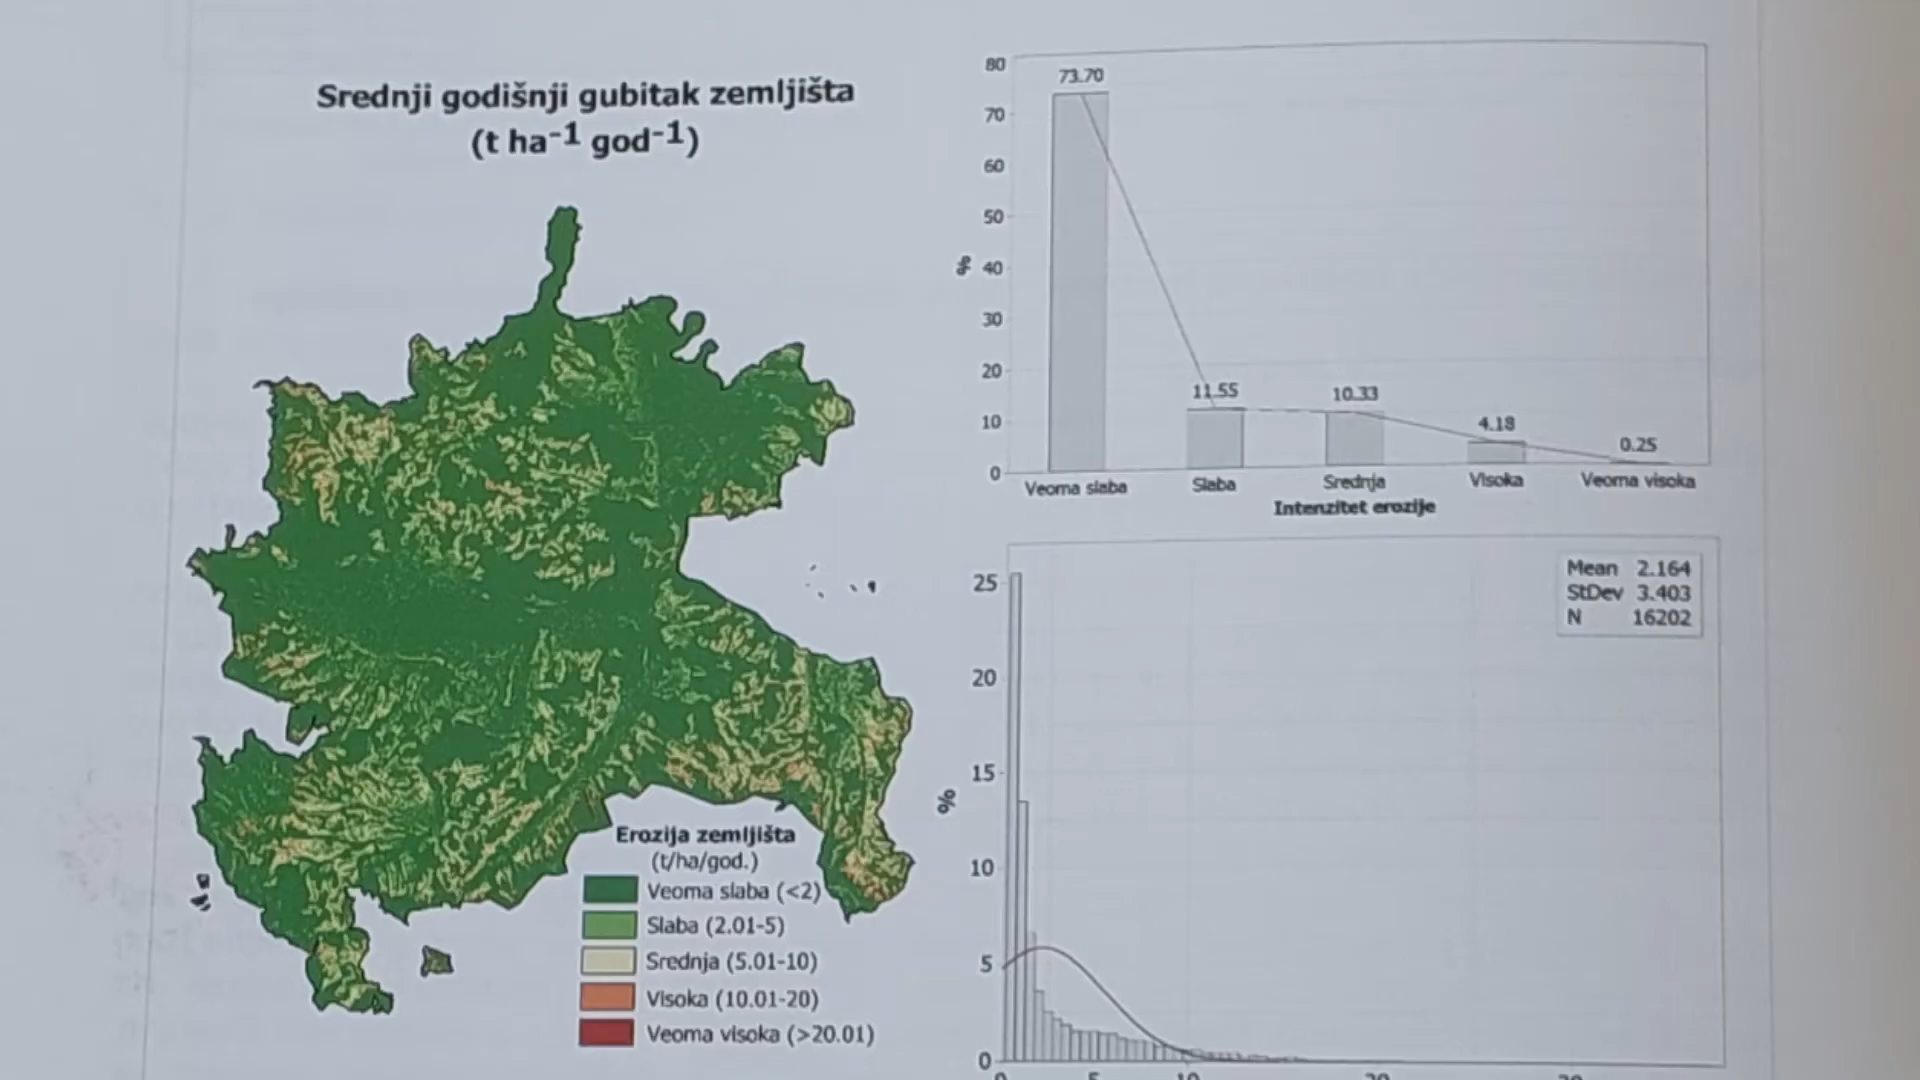 Srednji godišnji gubitak zemljišta
(t ha-1 god-1)
Erozija zemljišta
(t/ha/god.)
Veoma slaba (<2)
Slaba (2.01-5)
Srednja (5.01-10)
Visoka (10.01-20)
Veoma visoka (>20.01)
80
70
60
50
40
30
20
10
0
%
73.70
11.55
10.33
4.18
0.25
Veoma slaba
Slaba
Srednja
Visoka
Veoma visoka
Intenzitet erozije
25
20
15
10
5
0
%
Mean 2.164
StDev 3.403
N 16202